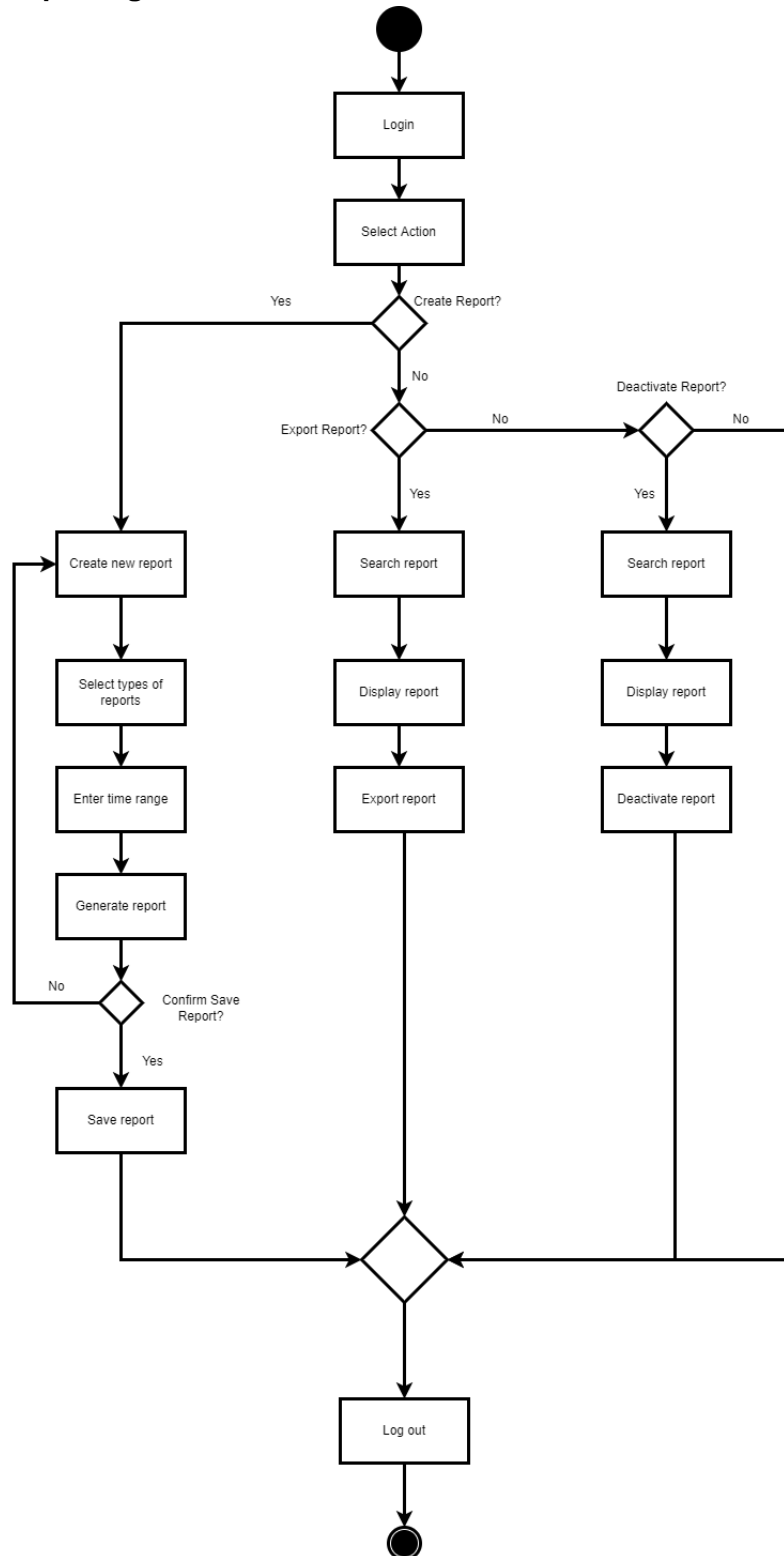 Login
Select Action
Yes
Create Report?
No
Deactivate Report?
Export Report?
No
No
Yes
Yes
Create new report
Search report
Search report
Select types of
reports
Display report
Display report
Enter time range
Export report
Deactivate report
Generate report
No
Confirm Save
Report?
Yes
Save report
Log out